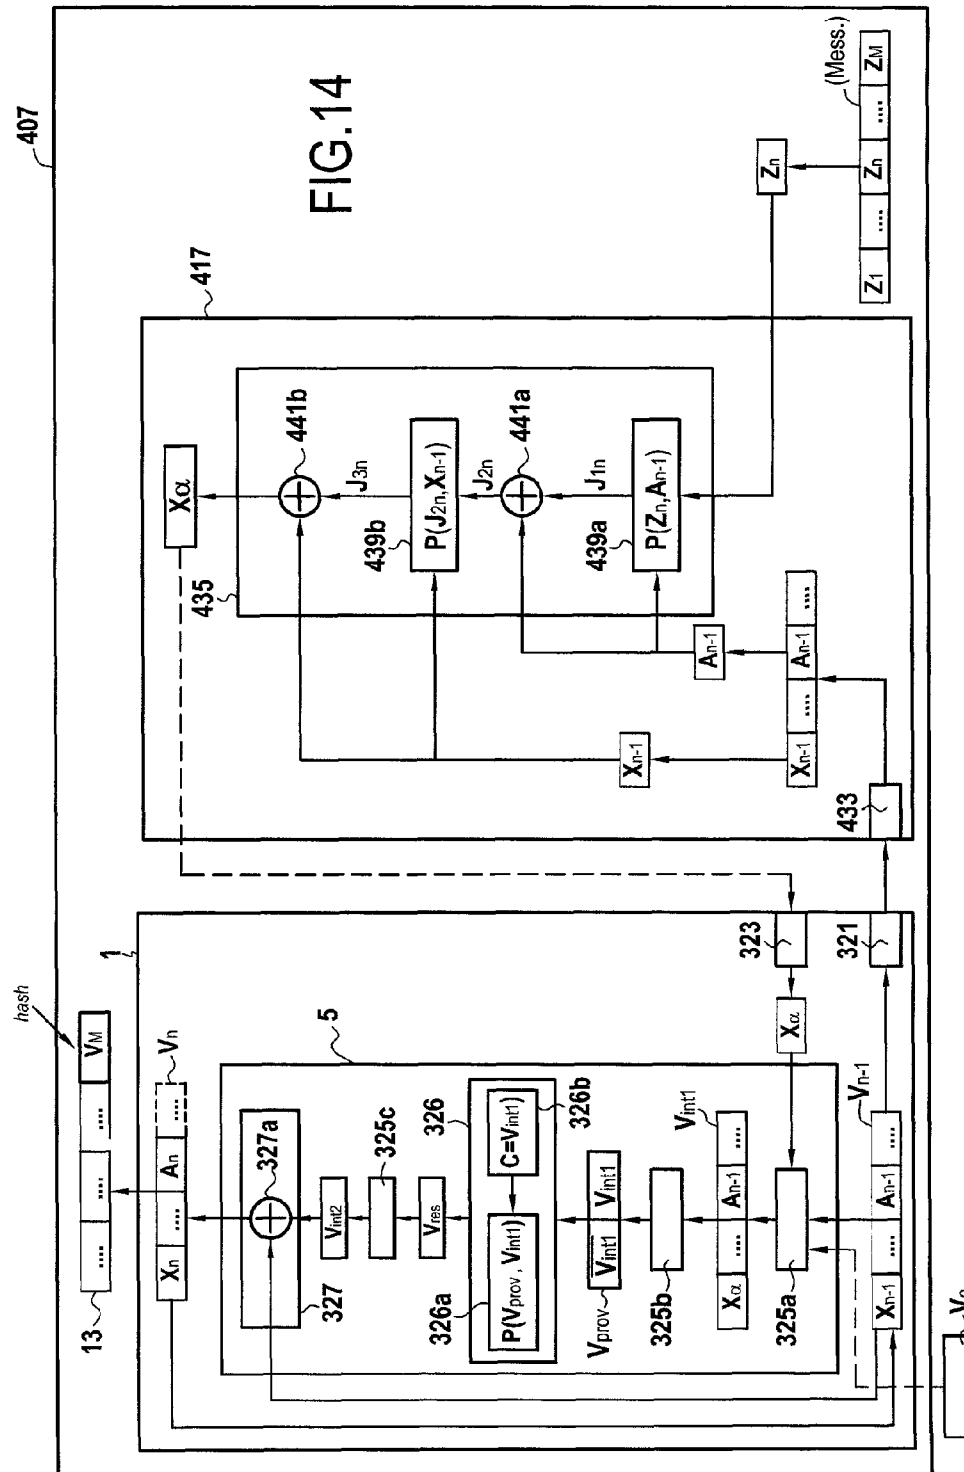 407
FIG.14
hash
13
....
....
....
VM
1
Xn
....
An
....
Vn
5
327
327a
Vint2
325c
Vres
326
326a
P(Vprov , Vint1)
C=Vint1)
326b
Vprov
Vint1
Vint1
325b
Xα
....
An-1
....
Vint1
325a
Xα
323
321
Xn-1
....
An-1
....
Vn-1
417
Xα
435
441b
J3n
439b
P(J2n,Xn-1)
J2n
441a
J1n
439a
P(Zn,An-1)
Xn-1
An-1
Xn-1
....
An-1
....
433
Zn
Z1
....
Zn
....
ZM
(Mess.)